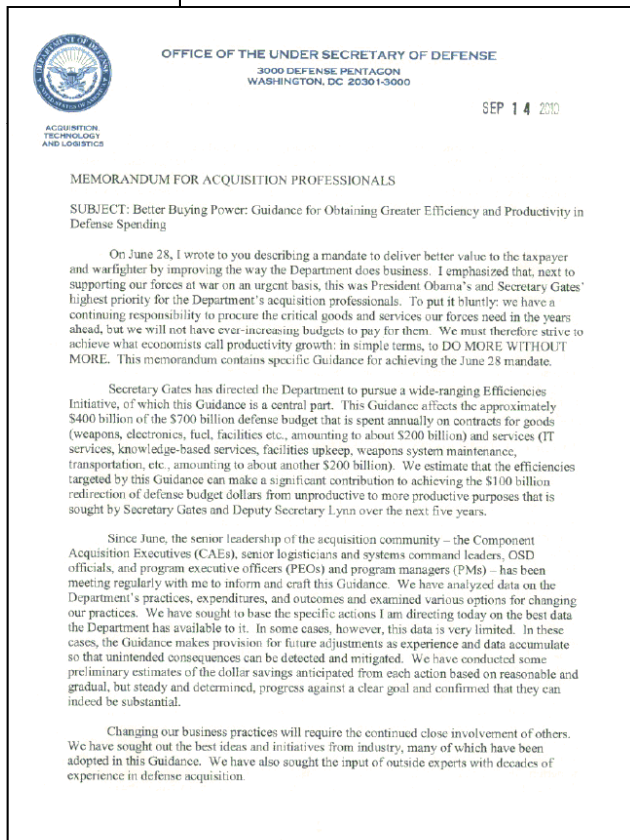 DEPARTMENT OF DEFENSE
UNITED STATES OF AMERICA
ACQUISITION,
TECHNOLOGY
AND LOGISTICS
OFFICE OF THE UNDER SECRETARY OF DEFENSE
3000 DEFENSE PENTAGON
WASHINGTON, DC 20301-3000
SEP 14 2010
MEMORANDUM FOR ACQUISITION PROFESSIONALS
SUBJECT: Better Buying Power: Guidance for Obtaining Greater Efficiency and Productivity in
Defense Spending
On June 28, I wrote to you describing a mandate to deliver better value to the taxpayer
and warfighter by improving the way the Department does business. I emphasized that, next to
supporting our forces at war on an urgent basis, this was President Obama's and Secretary Gates'
highest priority for the Department's acquisition professionals. To put it bluntly: we have a
continuing responsibility to procure the critical goods and services our forces need in the years
ahead, but we will not have ever-increasing budgets to pay for them. We must therefore strive to
achieve what economists call productivity growth: in simple terms, to DO MORE WITHOUT
MORE. This memorandum contains specific Guidance for achieving the June 28 mandate.
Secretary Gates has directed the Department to pursue a wide-ranging Efficiencies
Initiative, of which this Guidance is a central part. This Guidance affects the approximately
$400 billion of the $700 billion defense budget that is spent annually on contracts for goods
(weapons, electronics, fuel, facilities etc., amounting to about $200 billion) and services (IT
services, knowledge-based services, facilities upkeep, weapons system maintenance,
transportation, etc., amounting to about another $200 billion). We estimate that the efficiencies
targeted by this Guidance can make a significant contribution to achieving the $100 billion
redirection of defense budget dollars from unproductive to more productive purposes that is
sought by Secretary Gates and Deputy Secretary Lynn over the next five years.
Since June, the senior leadership of the acquisition community – the Component
Acquisition Executives (CAEs), senior logisticians and systems command leaders, OSD
officials, and program executive officers (PEOs) and program managers (PMs) – has been
meeting regularly with me to inform and craft this Guidance. We have analyzed data on the
Department's practices, expenditures, and outcomes and examined various options for changing
our practices. We have sought to base the specific actions I am directing today on the best data
the Department has available to it. In some cases, however, this data is very limited. In these
cases, the Guidance makes provision for future adjustments as experience and data accumulate
so that unintended consequences can be detected and mitigated. We have conducted some
preliminary estimates of the dollar savings anticipated from each action based on reasonable and
gradual, but steady and determined, progress against a clear goal and confirmed that they can
indeed be substantial.
Changing our business practices will require the continued close involvement of others.
We have sought out the best ideas and initiatives from industry, many of which have been
adopted in this Guidance. We have also sought the input of outside experts with decades of
experience in defense acquisition.